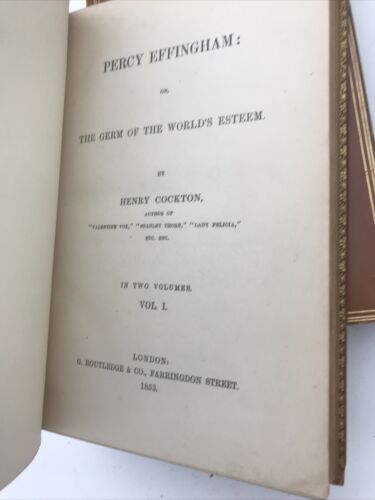 PERCY EFFINGHAM:
OR,
THE GERM OF THE WORLD'S ESTEEM.
BY
HENRY COCKTON,
AUTHOR OF
"VALENTINE VOX," "STANLEY THORN," "LADY FELICIA,"
ETC. ETC.
IN TWO VOLUMES.
VOL. I.
LONDON:
G. ROUTLEDGE & CO., FARRINGDON STREET.
1853.